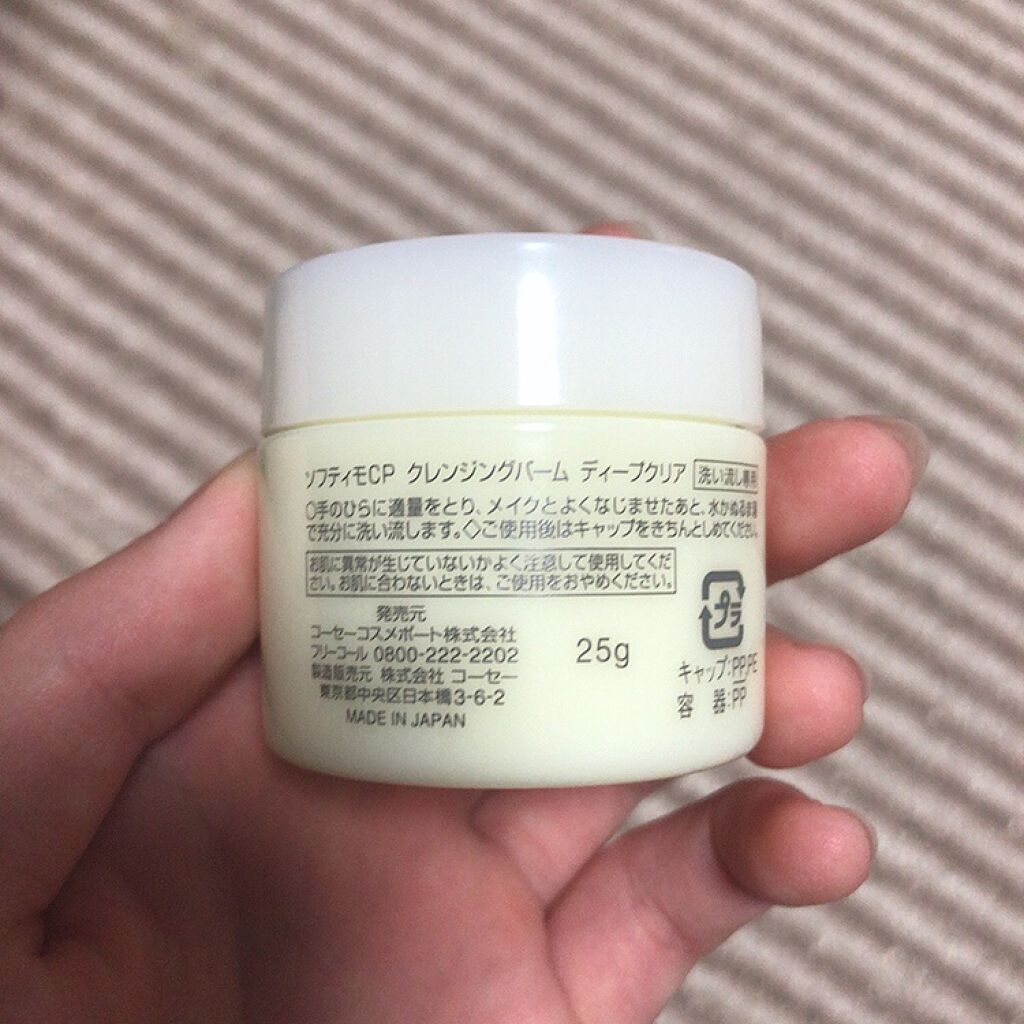 ソフティモCP クレンジングバーム ディープクリア 洗い流し専用
○手のひらに適量をとり、メイクとよくなじませたあと、水かぬるま湯
で充分に洗い流します。◇ご使用後はキャップをきちんとしめてください。
お肌に異常が生じていないかよく注意して使用してくだ
さい。お肌に合わないときは、ご使用をおやめください。
発売元
コーセーコスメポート株式会社
フリーコール 0800-222-2202
製造販売元 株式会社 コーセー
東京都中央区日本橋3-6-2
MADE IN JAPAN
25g
プラ
キャップ:PP,PE
容 器:PP